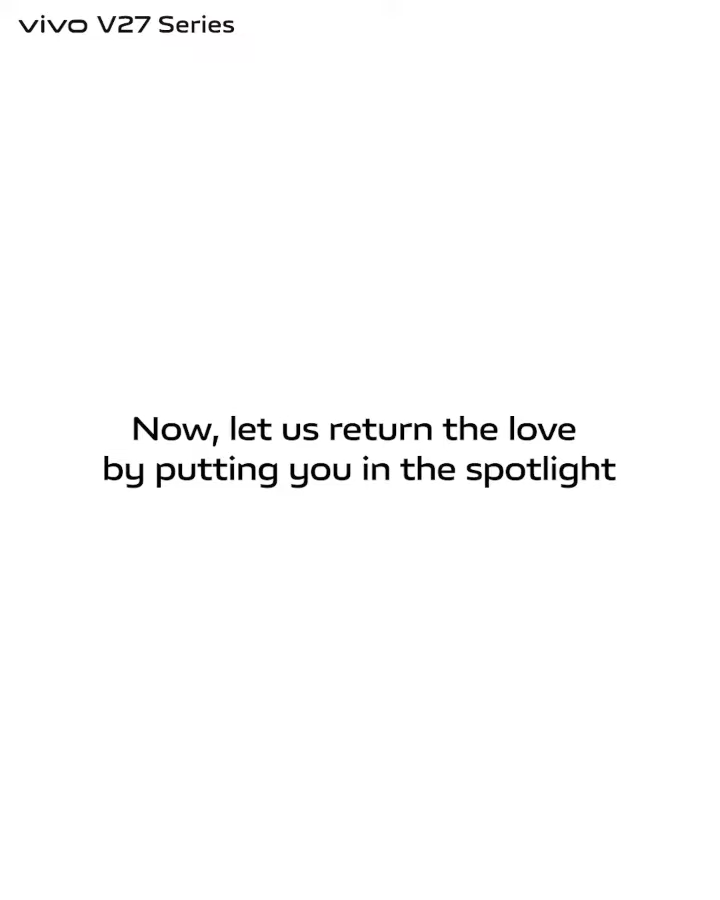 vivo V27 Series
Now, let us return the love
by putting you in the spotlight